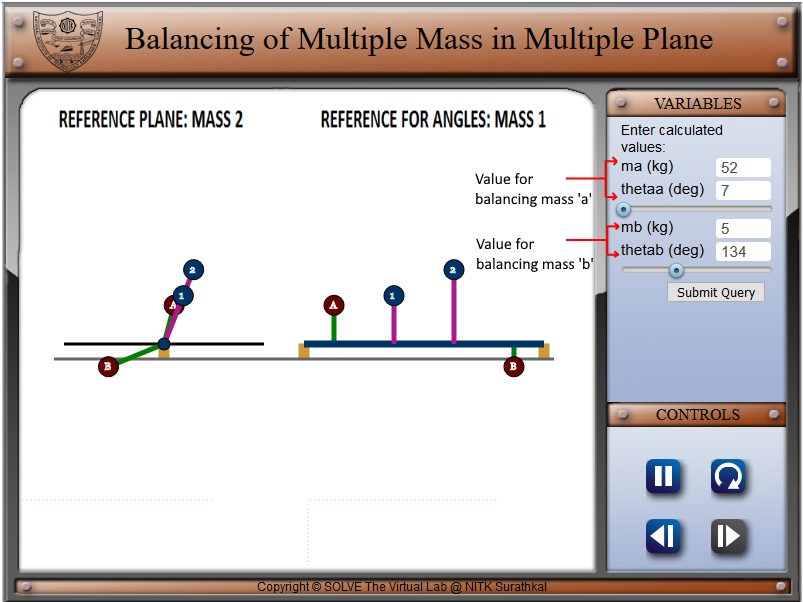 NITK
Balancing of Multiple Mass in Multiple Plane
REFERENCE PLANE: MASS 2
REFERENCE FOR ANGLES: MASS 1
VARIABLES
Enter calculated
values:
ma (kg) 52
thetaa (deg) 7
mb (kg) 5
thetab (deg) 134
Submit Query
Value for
balancing mass 'a'
Value for
balancing mass 'b'
2
1
A
B
A
1
2
B
CONTROLS
Copyright © SOLVE The Virtual Lab @ NITK Surathkal